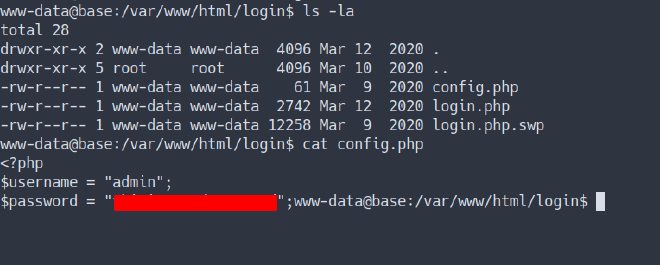 www-data@base:/var/www/html/login$ ls -la
total 28
drwxr-xr-x 2 www-data www-data  4096 Mar 12  2020 .
drwxr-xr-x 5 root     root      4096 Mar 10  2020 ..
-rw-r--r-- 1 www-data www-data    61 Mar  9  2020 config.php
-rw-r--r-- 1 www-data www-data  2742 Mar 12  2020 login.php
-rw-r--r-- 1 www-data www-data 12258 Mar  9  2020 login.php.swp
www-data@base:/var/www/html/login$ cat config.php
<?php
$username = "admin";
$password = "";www-data@base:/var/www/html/login$